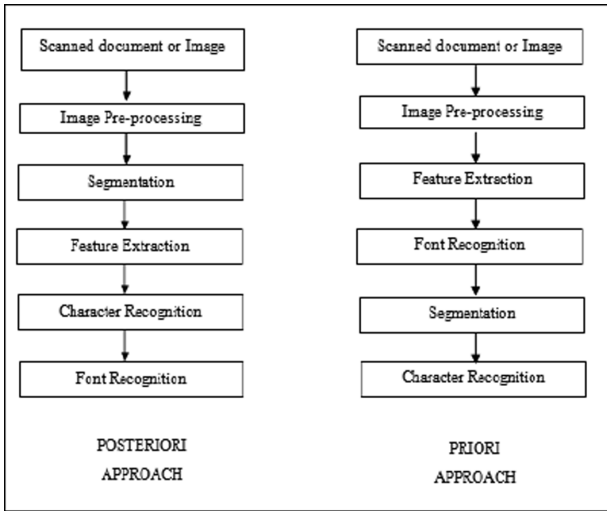 Scanned document or Image
Image Pre-processing
Segmentation
Feature Extraction
Character Recognition
Font Recognition
POSTERIORI
APPROACH
Scanned document or Image
Image Pre-processing
Feature Extraction
Font Recognition
Segmentation
Character Recognition
PRIORI
APPROACH